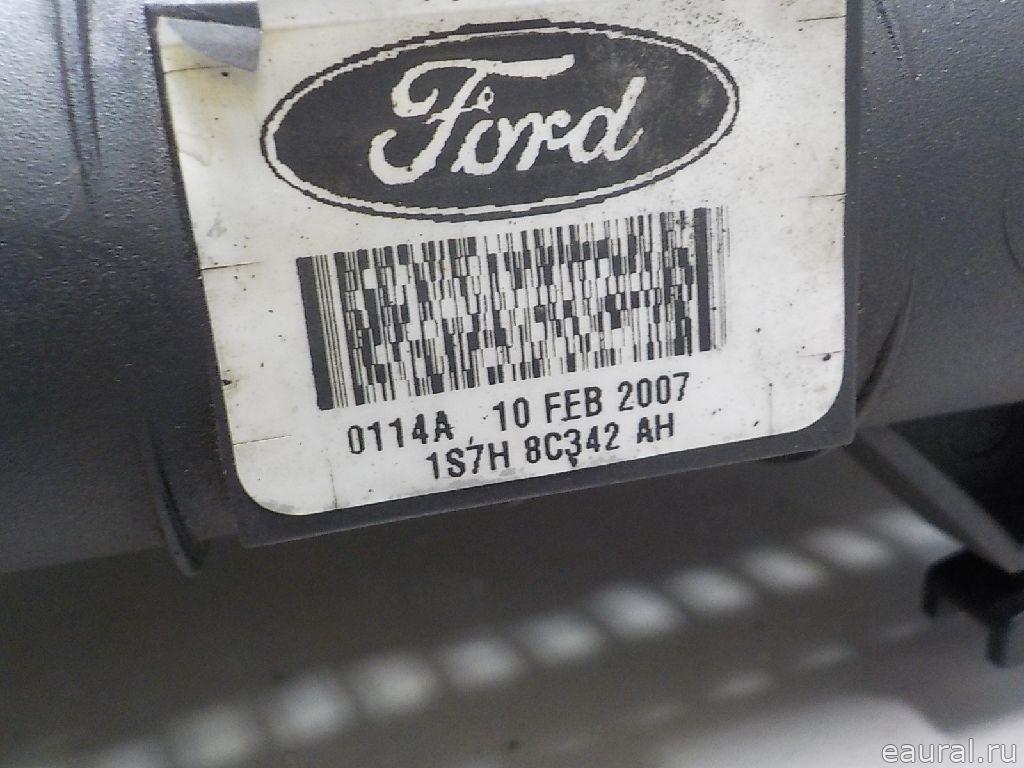 Ford
0114A 10 FEB 2007
1S7H 8C342 AH
eaural.ru